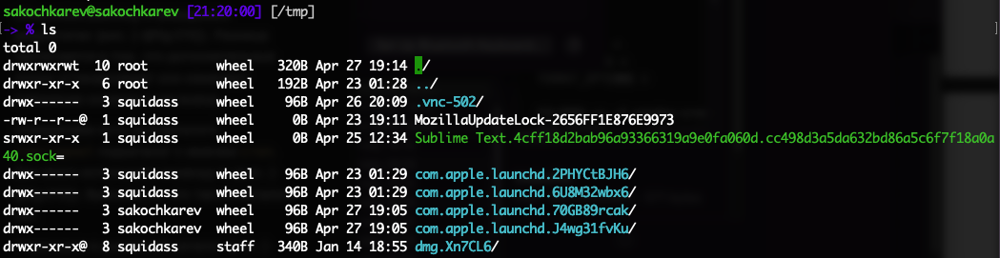 sakochkarev@sakochkarev [21:20:00] [/tmp]
-> % ls
total 0
drwxrwxrwt 10 root wheel 320B Apr 27 19:14 ./
drwxr-xr-x 6 root wheel 192B Apr 23 01:28 ../
drwx------ 3 squidass wheel 96B Apr 26 20:09 .vnc-502/
-rw-r--r--@ 1 squidass wheel 0B Apr 23 19:11 MozillaUpdateLock-2656FF1E876E9973
srwxr-xr-x 1 squidass wheel 0B Apr 25 12:34 Sublime Text.4cff18d2bab96a93366319a9e0fa060d.cc498d3a5da632bd86a5c6f7f18a0a
40.sock=
drwx------ 3 squidass wheel 96B Apr 23 01:29 com.apple.launchd.2PHYCtBJH6/
drwx------ 3 squidass wheel 96B Apr 23 01:29 com.apple.launchd.6U8M32wbx6/
drwx------ 3 sakochkarev wheel 96B Apr 27 19:05 com.apple.launchd.70GB89rcak/
drwx------ 3 sakochkarev wheel 96B Apr 27 19:05 com.apple.launchd.J4wg31fvKu/
drwxr-xr-x@ 8 squidass staff 340B Jan 14 18:55 dmg.Xn7CL6/